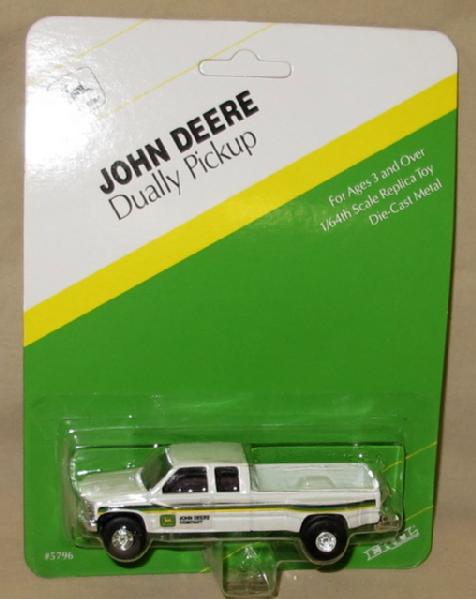 JOHN DEERE
Dually Pickup
For Ages 3 and Over
1/64th Scale Replica Toy
Die-Cast Metal
JOHN DEERE
COMPANY
#5796
ERTL